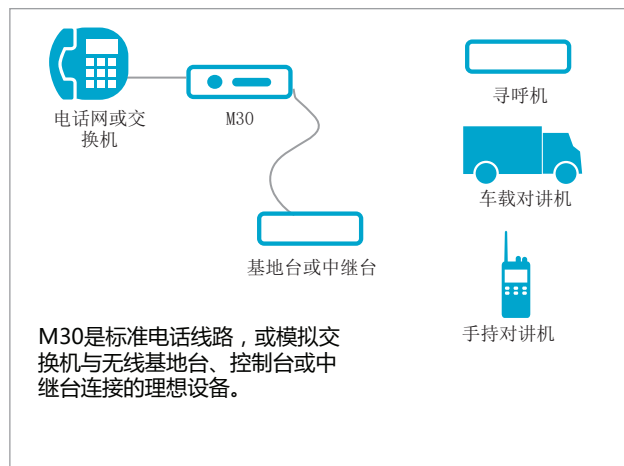 电话网或交
换机
M30
寻呼机
车载对讲机
基地台或中继台
手持对讲机
M30是标准电话线路，或模拟交
换机与无线基地台、控制台或中
继台连接的理想设备。